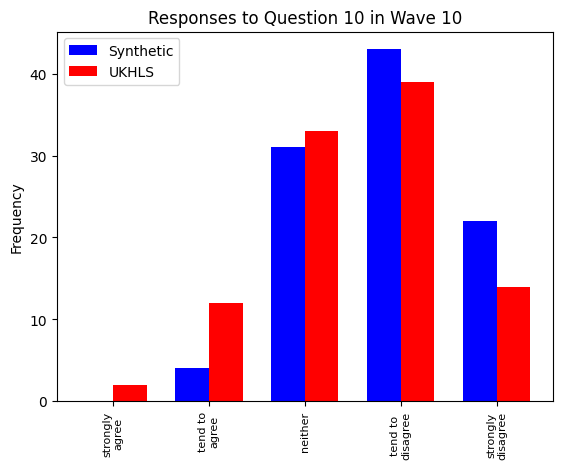 Responses to Question 10 in Wave 10
Synthetic
UKHLS
Frequency
40
30
20
10
0
strongly
agree
tend to
agree
neither
tend to
disagree
strongly
disagree